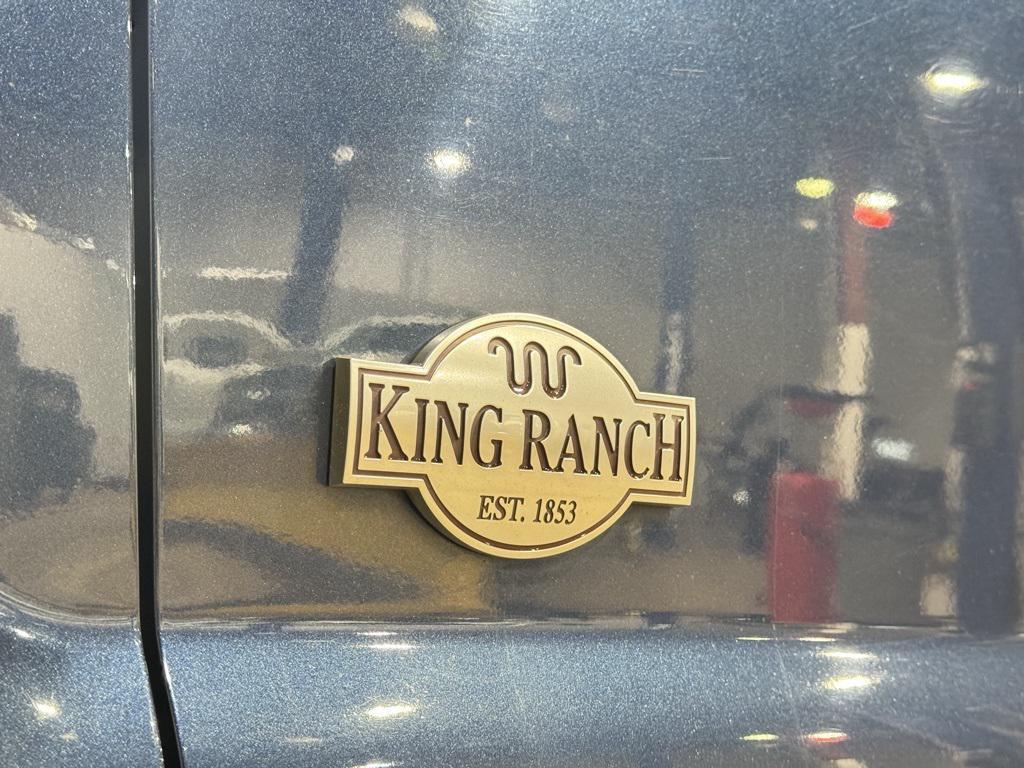 KING RANCH
EST. 1853